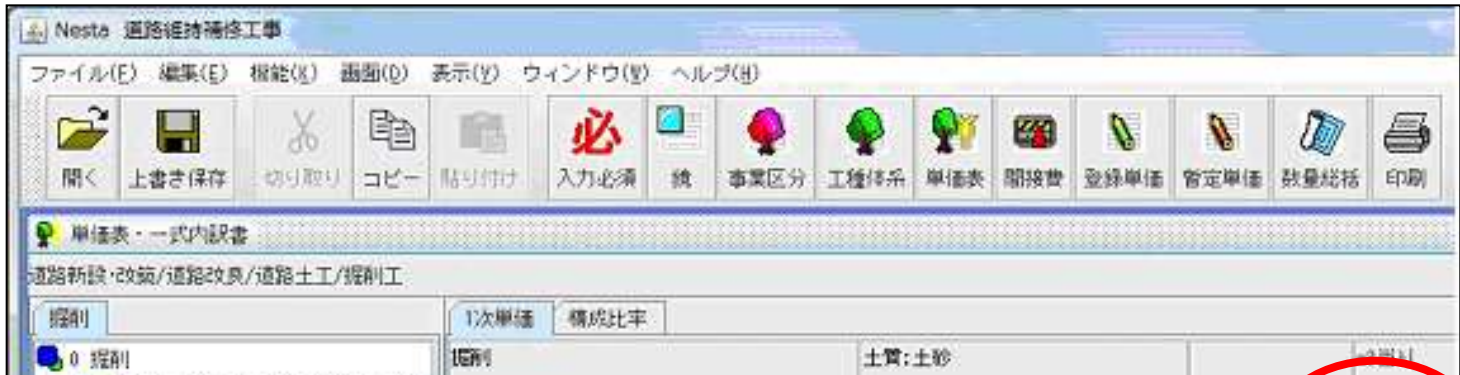 Nesta 道路維持補修工事
ファイル(F) 編集(E) 機能(X) 画面(D) 表示(V) ウィンドウ(W) ヘルプ(H)
必
開く 上書き保存 切り取り コピー 貼り付け 入力必須 鏡 事業区分 工種体系 単価表 間接費 登録単価 暫定単価 数量総括 印刷
単価表・一式内訳書
道路新設・改築/道路改良/道路土工/掘削工
掘削 1次単価 構成比率
0 掘削 掘削 土質:土砂